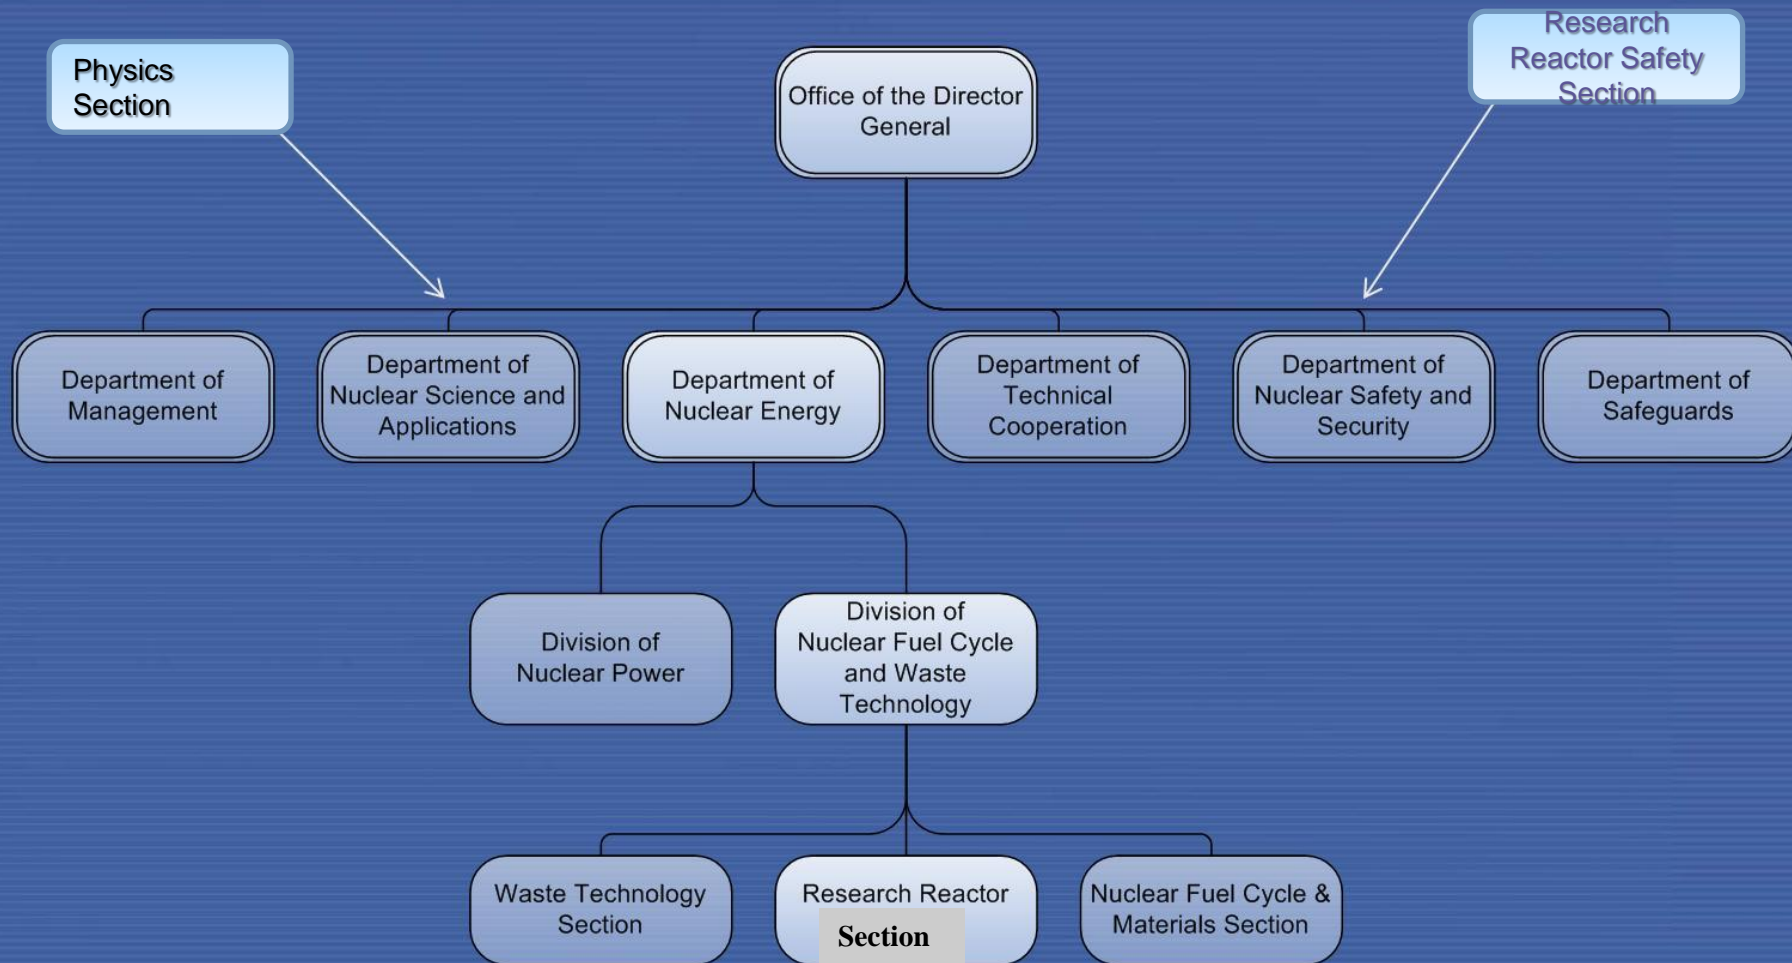 Physics
Section
Research
Reactor Safety
Section
Office of the Director
General
Department of
Management
Department of
Nuclear Science and
Applications
Department of
Nuclear Energy
Department of
Technical
Cooperation
Department of
Nuclear Safety and
Security
Department of
Safeguards
Division of
Nuclear Power
Division of
Nuclear Fuel Cycle
and Waste
Technology
Waste Technology
Section
Research Reactor
Section
Nuclear Fuel Cycle &
Materials Section